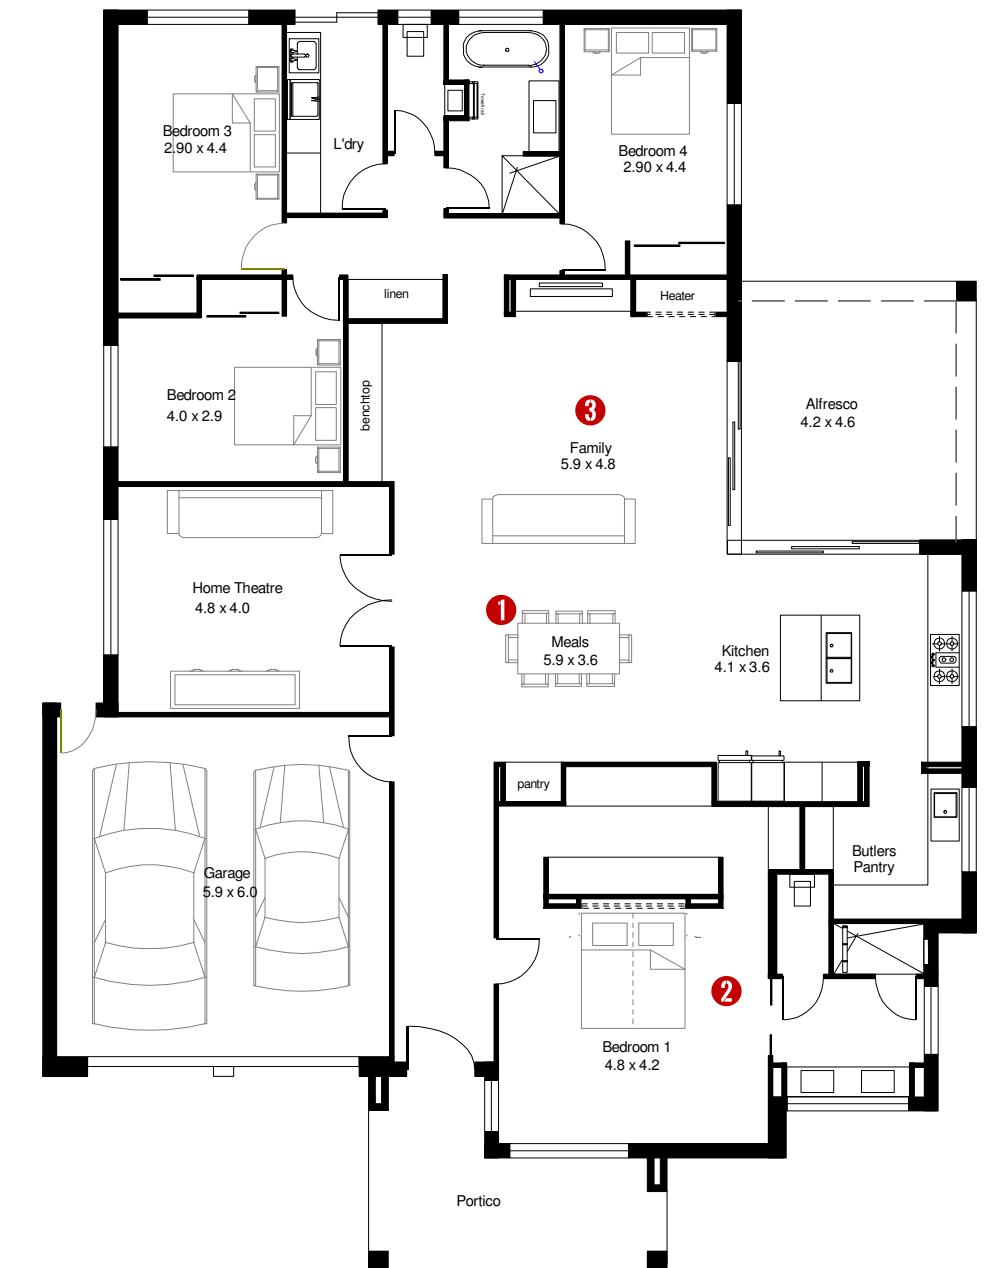 Bedroom 3
2.90 x 4.4
L'dry
Towel rail
Bedroom 4
2.90 x 4.4
linen
Heater
Bedroom 2
4.0 x 2.9
benchtop
3
Family
5.9 x 4.8
Alfresco
4.2 x 4.6
Home Theatre
4.8 x 4.0
1
Meals
5.9 x 3.6
Kitchen
4.1 x 3.6
pantry
Garage
5.9 x 6.0
Butlers
Pantry
2
Bedroom 1
4.8 x 4.2
Portico